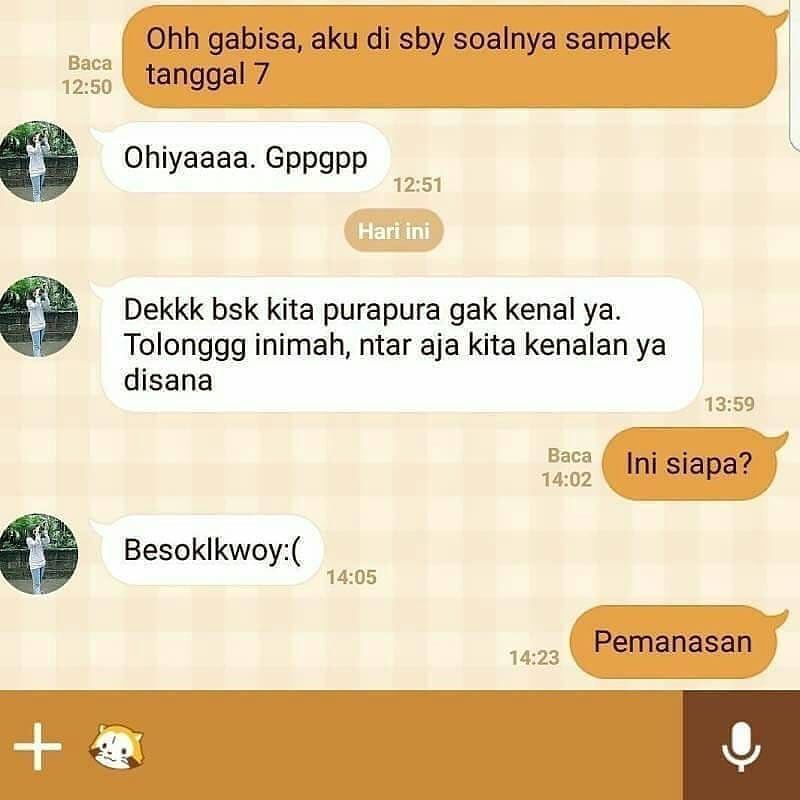 Ohh gabisa, aku di sby soalnya sampek
tanggal 7
Baca
12:50
Ohiyaaaa. Gppgpp
12:51
Hari ini
Dekkk bsk kita purapura gak kenal ya.
Tolonggg inimah, ntar aja kita kenalan ya
disana
13:59
Baca
14:02
Ini siapa?
Besoklkwoy:(
14:05
14:23
Pemanasan